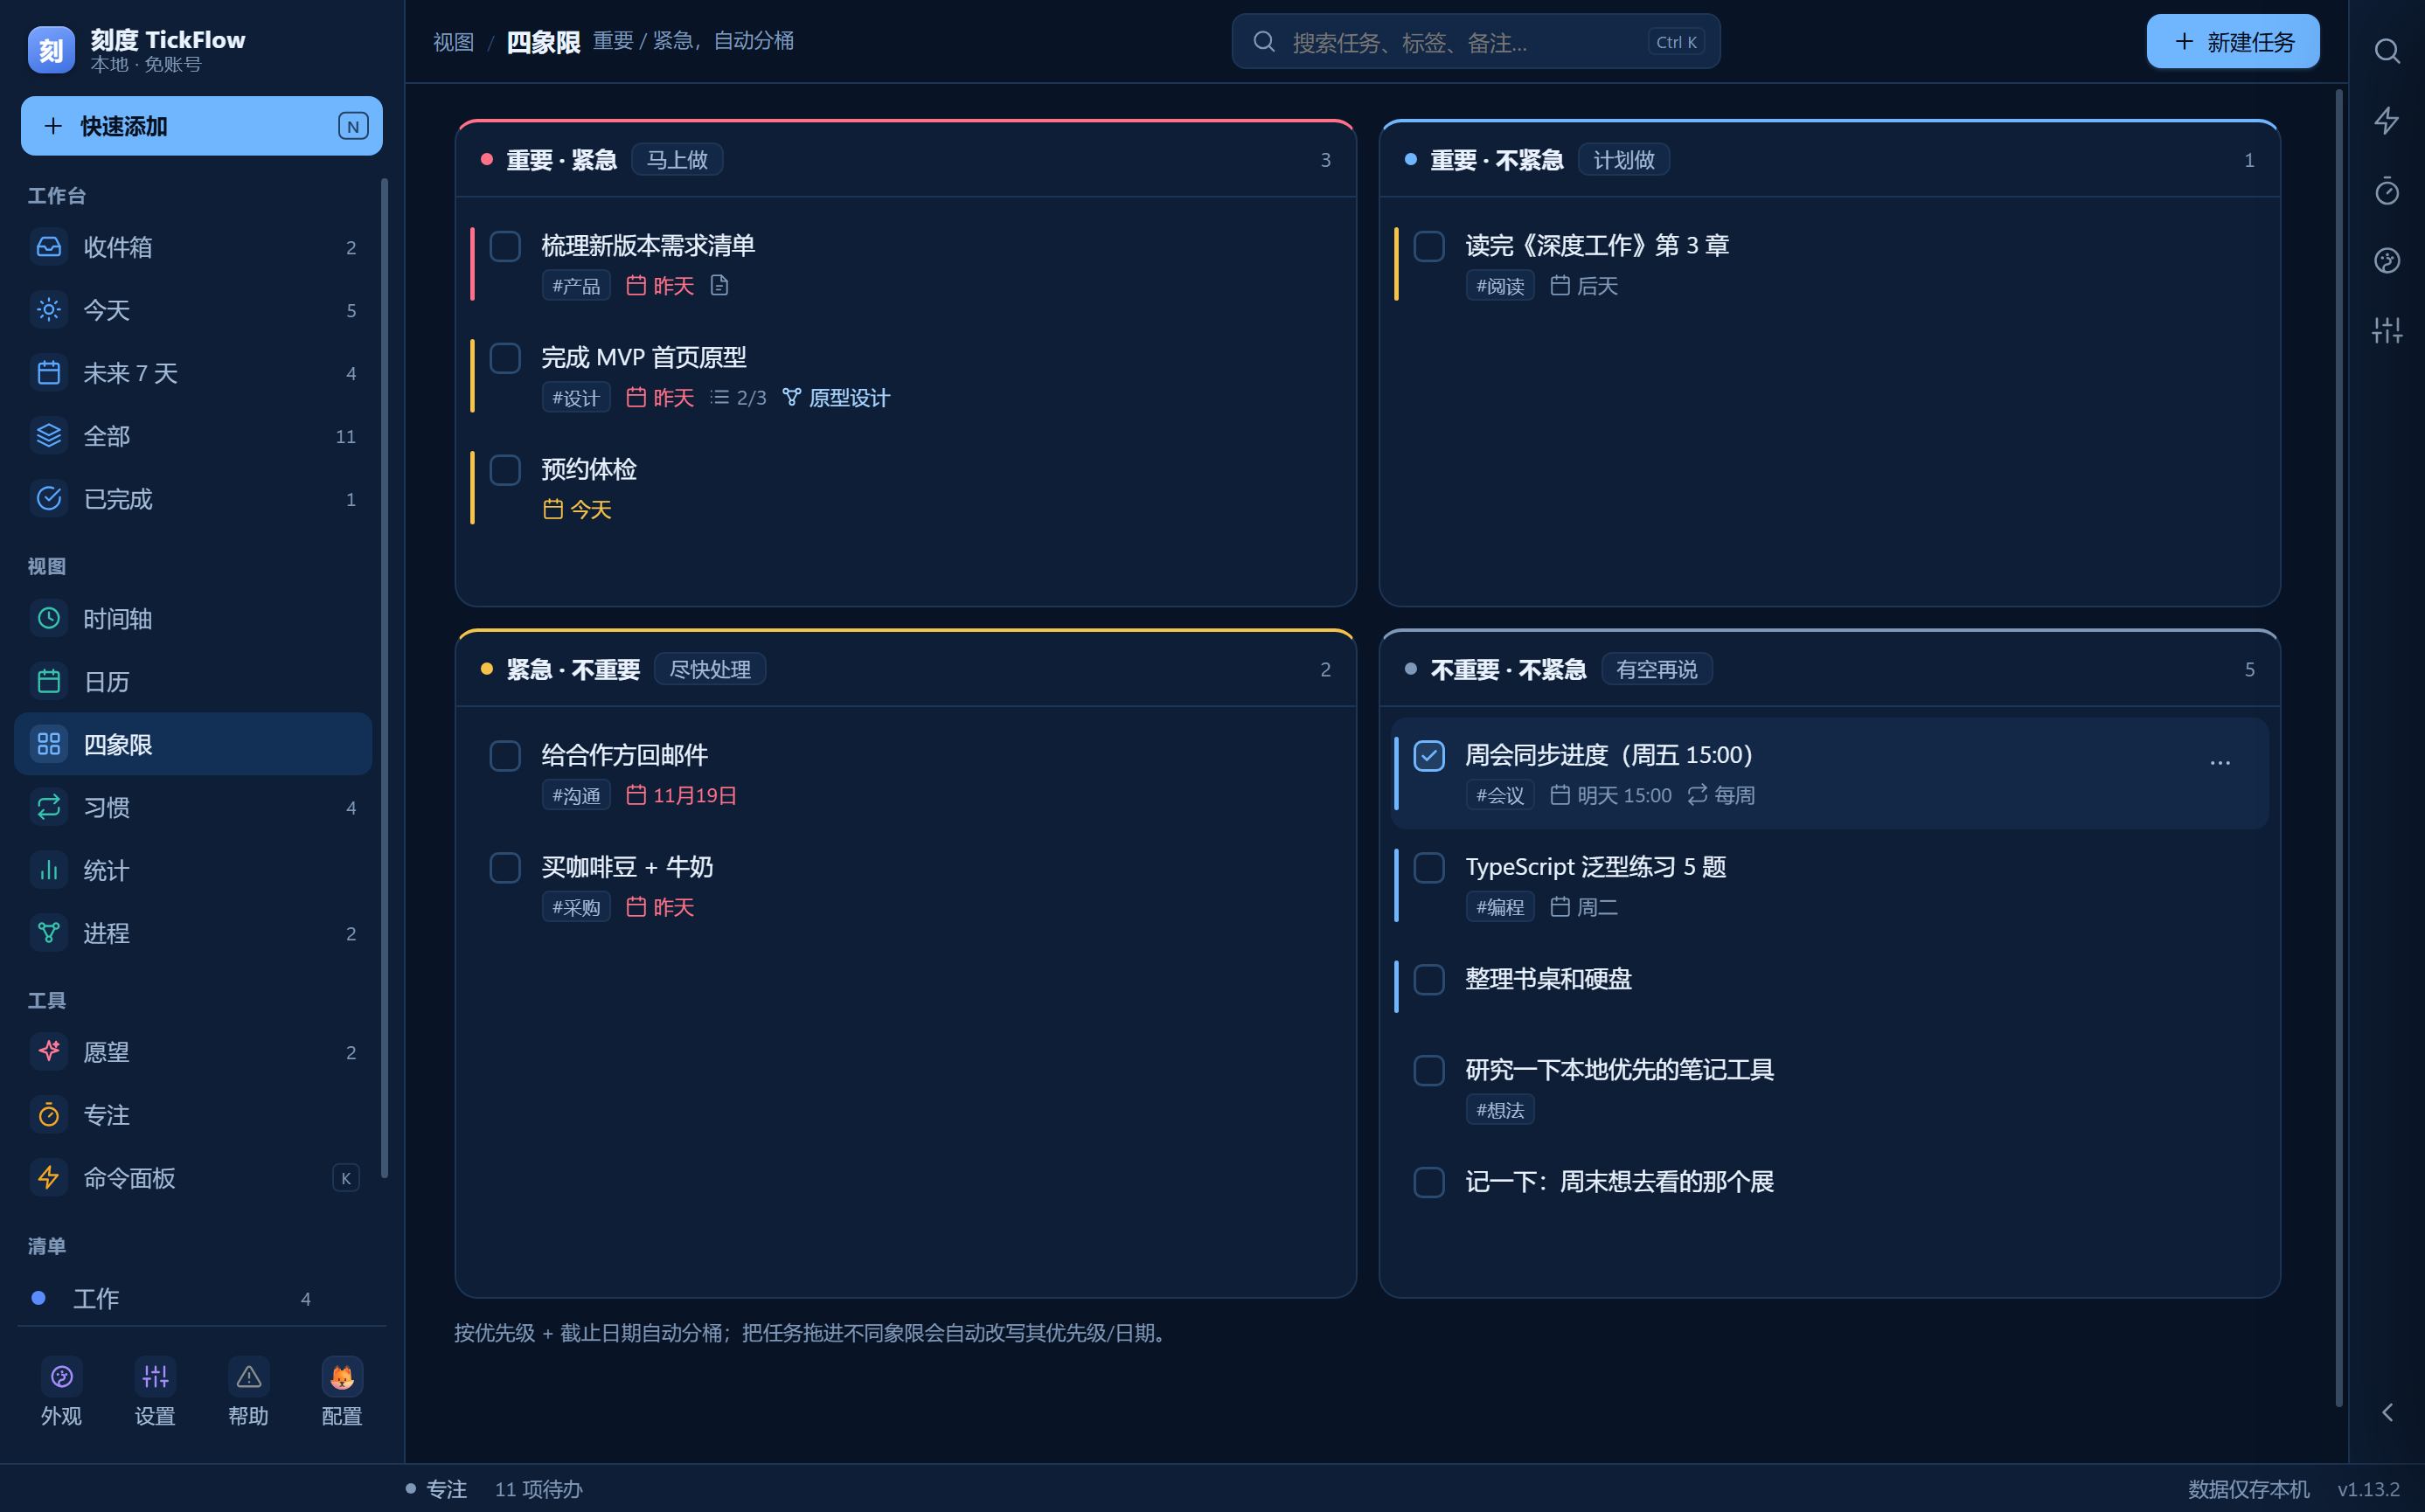 刻 刻度 TickFlow
本地 · 免账号
快速添加 N
工作台
收件箱 2
今天 5
未来 7 天 4
全部 11
已完成 1
视图
时间轴
日历
四象限
习惯 4
统计
进程 2
工具
愿望 2
专注
命令面板 K
清单
工作 4
外观 设置 帮助 配置
视图 / 四象限 重要 / 紧急，自动分桶
搜索任务、标签、备注... Ctrl K
+ 新建任务
重要 · 紧急 马上做 3
梳理新版本需求清单
#产品 昨天
完成 MVP 首页原型
#设计 昨天 2/3 原型设计
预约体检
今天
重要 · 不紧急 计划做 1
读完《深度工作》第 3 章
#阅读 后天
紧急 · 不重要 尽快处理 2
给合作方回邮件
#沟通 11月19日
买咖啡豆 + 牛奶
#采购 昨天
不重要 · 不紧急 有空再说 5
周会同步进度（周五 15:00） ...
#会议 明天 15:00 每周
TypeScript 泛型练习 5 题
#编程 周二
整理书桌和硬盘
研究一下本地优先的笔记工具
#想法
记一下：周末想去看的那个展
按优先级 + 截止日期自动分桶；把任务拖进不同象限会自动改写其优先级/日期。
专注 11 项待办
数据仅存本机 v1.13.2